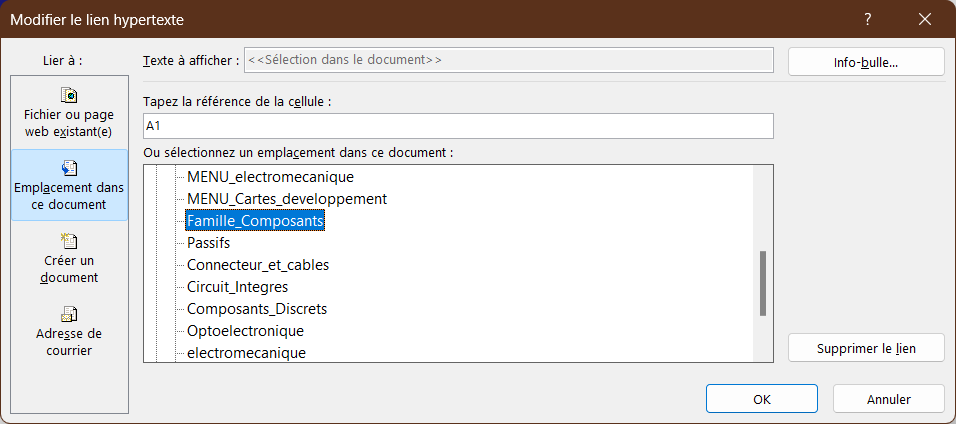 Modifier le lien hypertexte
?
Lier à :
Texte à afficher :
<<Sélection dans le document>>
Info-bulle...
Fichier ou page
web existant(e)
Emplacement dans
ce document
Créer un
document
Adresse de
courrier
Tapez la référence de la cellule :
A1
Ou sélectionnez un emplacement dans ce document :
MENU_electromecanique
MENU_Cartes_developpement
Famille_Composants
Passifs
Connecteur_et_cables
Circuit_Integres
Composants_Discrets
Optoelectronique
electromecanique
Supprimer le lien
OK
Annuler